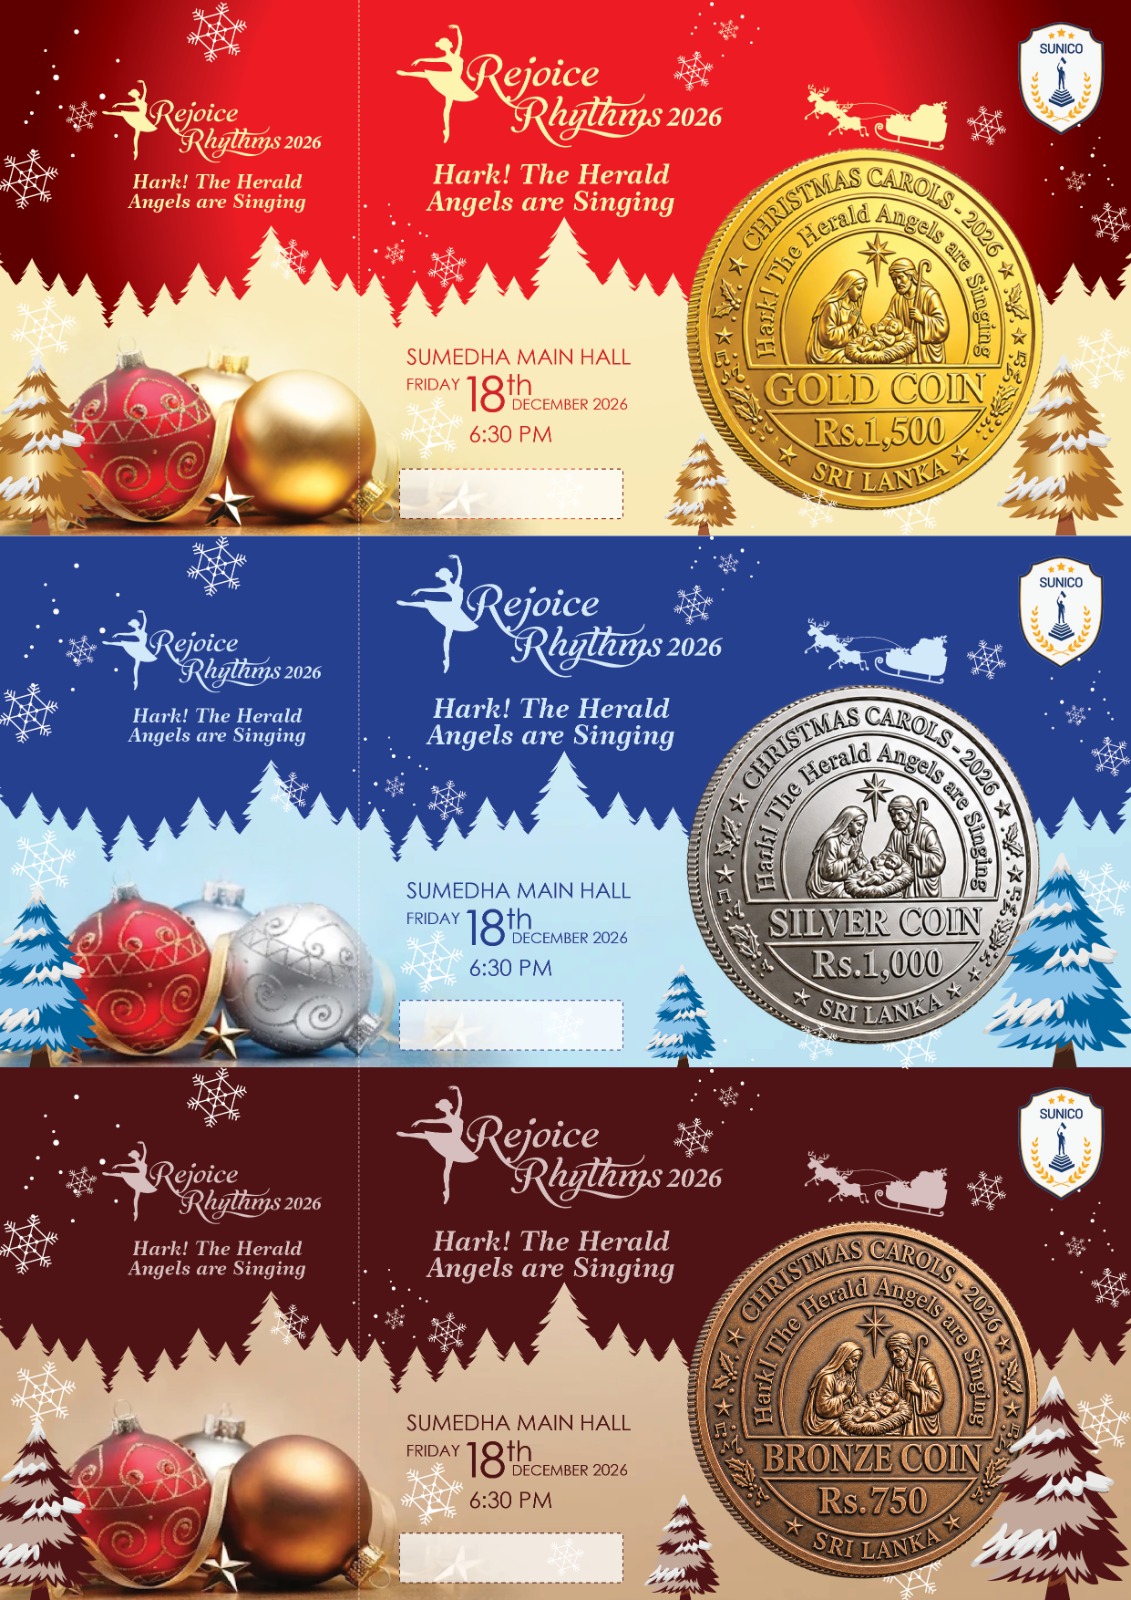 Rejoice
Rhythms 2026
Hark! The Herald
Angels are Singing
Rejoice
Rhythms 2026
Hark! The Herald
Angels are Singing
SUMEDHA MAIN HALL
FRIDAY 18th
DECEMBER 2026
6:30 PM
SUNICO
CHRISTMAS CAROLS - 2026
Hark! The Herald Angels are Singing
GOLD COIN
Rs.1,500
SRI LANKA
Rejoice
Rhythms 2026
Hark! The Herald
Angels are Singing
Rejoice
Rhythms 2026
Hark! The Herald
Angels are Singing
SUMEDHA MAIN HALL
FRIDAY 18th
DECEMBER 2026
6:30 PM
SUNICO
CHRISTMAS CAROLS - 2026
Hark! The Herald Angels are Singing
SILVER COIN
Rs.1,000
SRI LANKA
Rejoice
Rhythms 2026
Hark! The Herald
Angels are Singing
Rejoice
Rhythms 2026
Hark! The Herald
Angels are Singing
SUMEDHA MAIN HALL
FRIDAY 18th
DECEMBER 2026
6:30 PM
SUNICO
CHRISTMAS CAROLS - 2026
Hark! The Herald Angels are Singing
BRONZE COIN
Rs.750
SRI LANKA